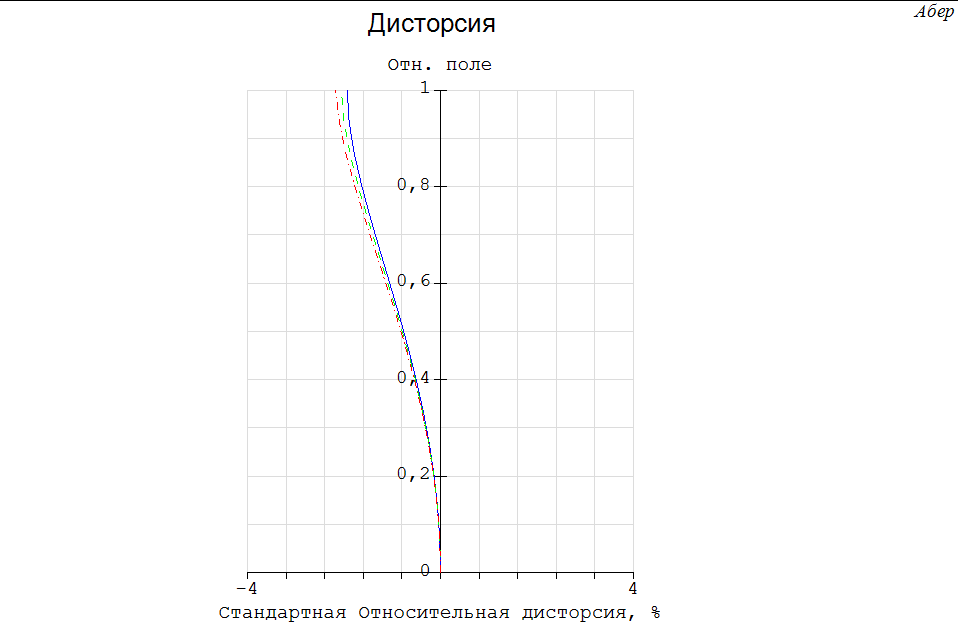 Абер
Дисторсия
Отн. поле
1
0,8
0,6
0,4
0,2
0
-4
4
Стандартная Относительная дисторсия, %